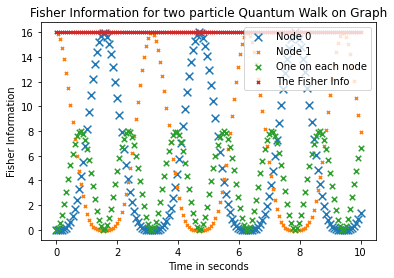 Fisher Information for two particle Quantum Walk on Graph
16
14
12
10
8
6
4
2
0
Fisher Information
Node 0
Node 1
One on each node
The Fisher Info
0 2 4 6 8 10
Time in seconds